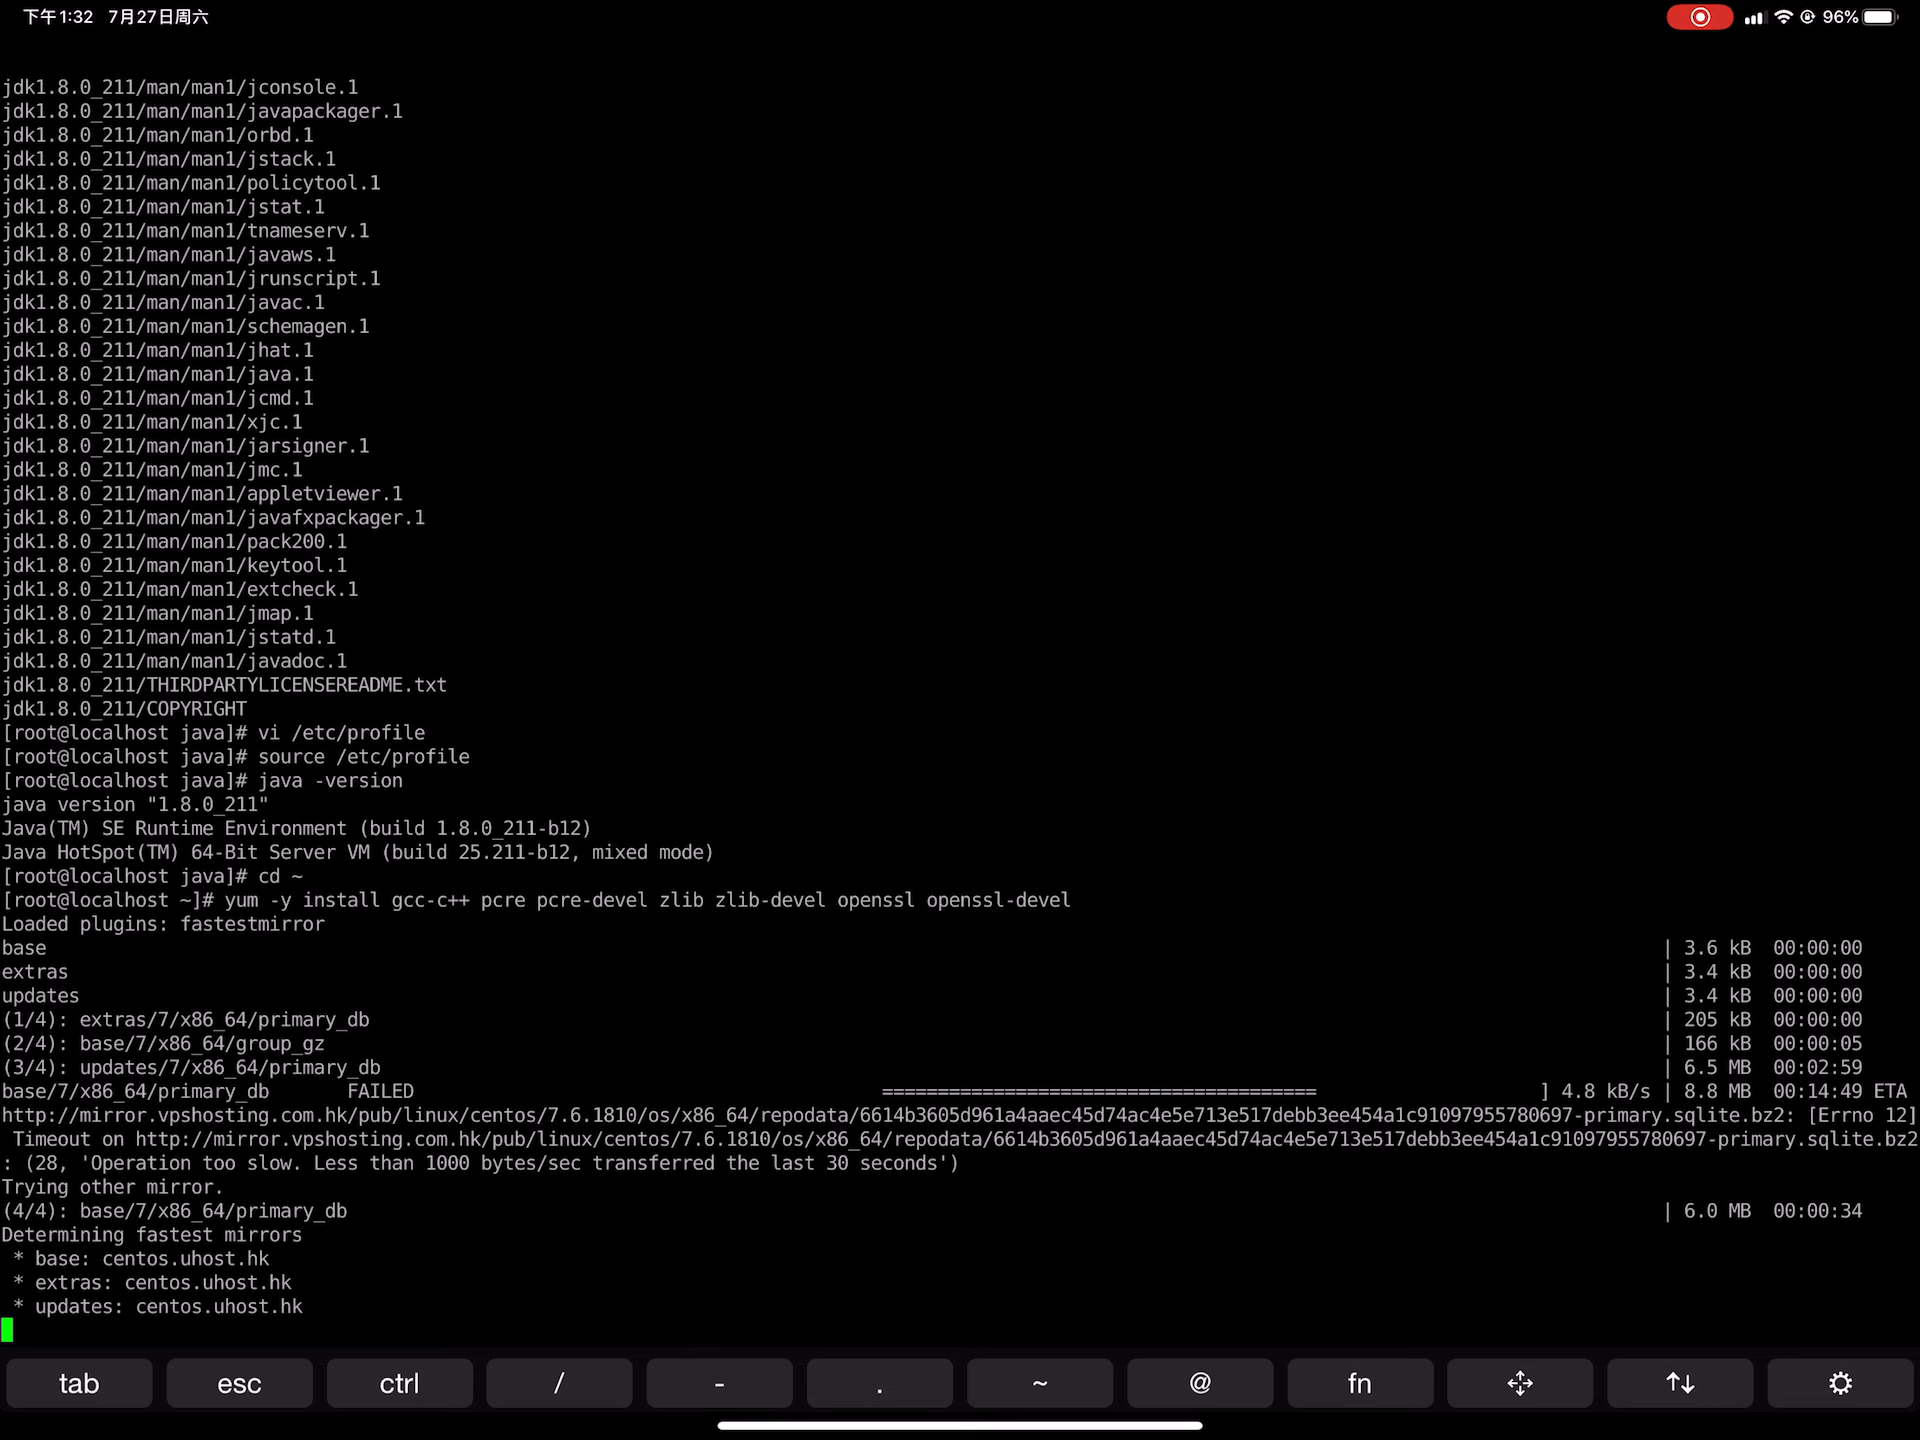 下午1:32 7月27日周六
96%
jdk1.8.0_211/man/man1/jconsole.1
jdk1.8.0_211/man/man1/javapackager.1
jdk1.8.0_211/man/man1/orbd.1
jdk1.8.0_211/man/man1/jstack.1
jdk1.8.0_211/man/man1/policytool.1
jdk1.8.0_211/man/man1/jstat.1
jdk1.8.0_211/man/man1/tnameserv.1
jdk1.8.0_211/man/man1/javaws.1
jdk1.8.0_211/man/man1/jrunscript.1
jdk1.8.0_211/man/man1/javac.1
jdk1.8.0_211/man/man1/schemagen.1
jdk1.8.0_211/man/man1/jhat.1
jdk1.8.0_211/man/man1/java.1
jdk1.8.0_211/man/man1/jcmd.1
jdk1.8.0_211/man/man1/xjc.1
jdk1.8.0_211/man/man1/jarsigner.1
jdk1.8.0_211/man/man1/jmc.1
jdk1.8.0_211/man/man1/appletviewer.1
jdk1.8.0_211/man/man1/javafxpackager.1
jdk1.8.0_211/man/man1/pack200.1
jdk1.8.0_211/man/man1/keytool.1
jdk1.8.0_211/man/man1/extcheck.1
jdk1.8.0_211/man/man1/jmap.1
jdk1.8.0_211/man/man1/jstatd.1
jdk1.8.0_211/man/man1/javadoc.1
jdk1.8.0_211/THIRDPARTYLICENSEREADME.txt
jdk1.8.0_211/COPYRIGHT
[root@localhost java]# vi /etc/profile
[root@localhost java]# source /etc/profile
[root@localhost java]# java -version
java version "1.8.0_211"
Java(TM) SE Runtime Environment (build 1.8.0_211-b12)
Java HotSpot(TM) 64-Bit Server VM (build 25.211-b12, mixed mode)
[root@localhost java]# cd ~
[root@localhost ~]# yum -y install gcc-c++ pcre pcre-devel zlib zlib-devel openssl openssl-devel
Loaded plugins: fastestmirror
base | 3.6 kB 00:00:00
extras | 3.4 kB 00:00:00
updates | 3.4 kB 00:00:00
(1/4): extras/7/x86_64/primary_db | 205 kB 00:00:00
(2/4): base/7/x86_64/group_gz | 166 kB 00:00:05
(3/4): updates/7/x86_64/primary_db | 6.5 MB 00:02:59
base/7/x86_64/primary_db FAILED ======================================= ] 4.8 kB/s | 8.8 MB 00:14:49 ETA
http://mirror.vpshosting.com.hk/pub/linux/centos/7.6.1810/os/x86_64/repodata/6614b3605d961a4aaec45d74ac4e5e713e517debb3ee454a1c91097955780697-primary.sqlite.bz2: [Errno 12]
Timeout on http://mirror.vpshosting.com.hk/pub/linux/centos/7.6.1810/os/x86_64/repodata/6614b3605d961a4aaec45d74ac4e5e713e517debb3ee454a1c91097955780697-primary.sqlite.bz2
: (28, 'Operation too slow. Less than 1000 bytes/sec transferred the last 30 seconds')
Trying other mirror.
(4/4): base/7/x86_64/primary_db | 6.0 MB 00:00:34
Determining fastest mirrors
* base: centos.uhost.hk
* extras: centos.uhost.hk
* updates: centos.uhost.hk
tab esc ctrl / - . ~ @ fn